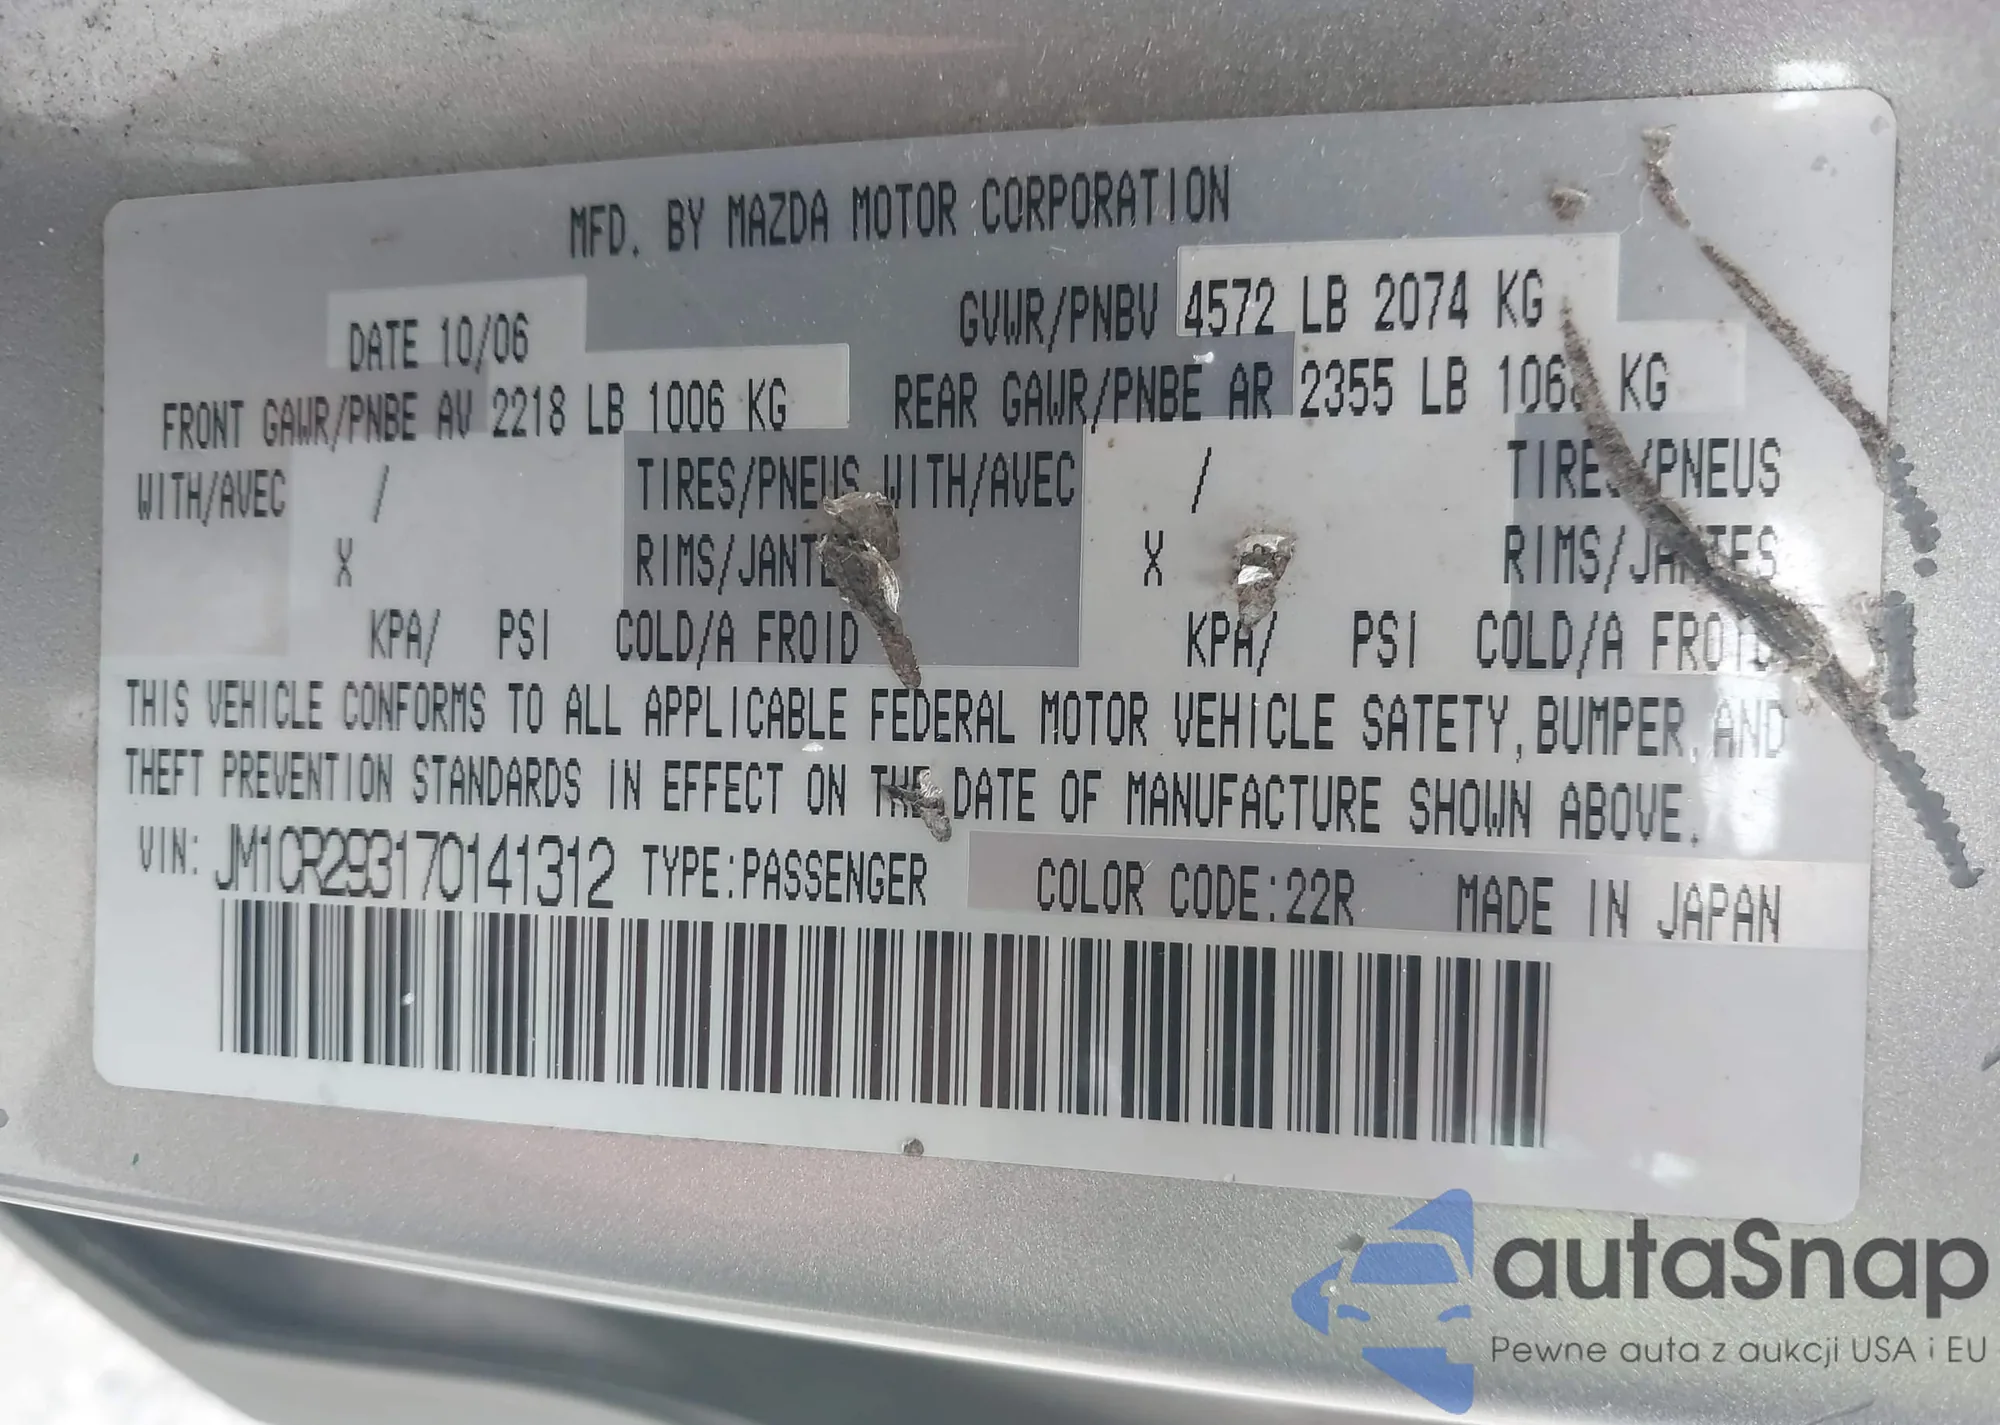 MFD. BY MAZDA MOTOR CORPORATION
DATE 10/06 GVWR/PNBV 4572 LB 2074 KG
FRONT GAWR/PNBE AV 2218 LB 1006 KG REAR GAWR/PNBE AR 2355 LB KG
WITH/AVEC / TIRES/PNEUS WITH/AVEC / TIRES/PNEUS
X RIMS/JANTES X RIMS/JANTES
KPA/ PSI COLD/A FROID KPA/ PSI COLD/A FROID
THIS VEHICLE CONFORMS TO ALL APPLICABLE FEDERAL MOTOR VEHICLE SATETY, BUMPER, AND
THEFT PREVENTION STANDARDS IN EFFECT ON THE DATE OF MANUFACTURE SHOWN ABOVE.
VIN: JM1CR293170141312 TYPE:PASSENGER COLOR CODE:22R MADE IN JAPAN
autaSnap
Pewne auta z aukcji USA i EU